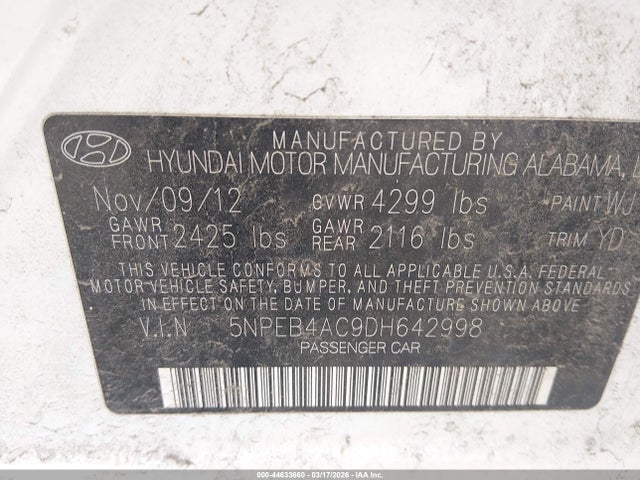 MANUFACTURED BY
HYUNDAI MOTOR MANUFACTURING ALABAMA,
Nov/09/12 GVWR 4299 lbs PAINT WJ
GAWR FRONT 2425 lbs GAWR REAR 2116 lbs TRIM YD
THIS VEHICLE CONFORMS TO ALL APPLICABLE U.S.A. FEDERAL
MOTOR VEHICLE SAFETY, BUMPER, AND THEFT PREVENTION STANDARDS
IN EFFECT ON THE DATE OF MANUFACTURE SHOWN ABOVE.
V.I.N 5NPEB4AC9DH642998
PASSENGER CAR
000-44633660 - 03/17/2026 - IAAI.COM